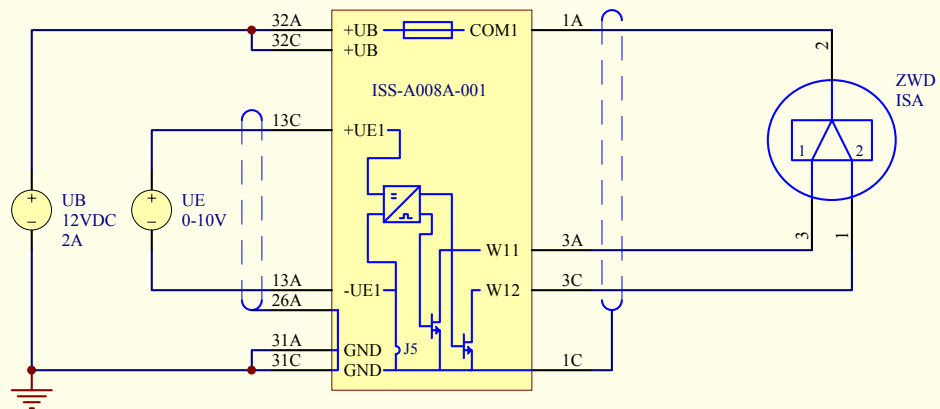 32A
+UB
COM1
1A
32C
+UB
2
ISS-A008A-001
ZWD
ISA
13C
+UE1
1
2
+
−
UB
12VDC
2A
+
−
UE
0-10V
=
3
1
W11
3A
13A
-UE1
W12
3C
26A
31A
GND
J5
31C
GND
1C